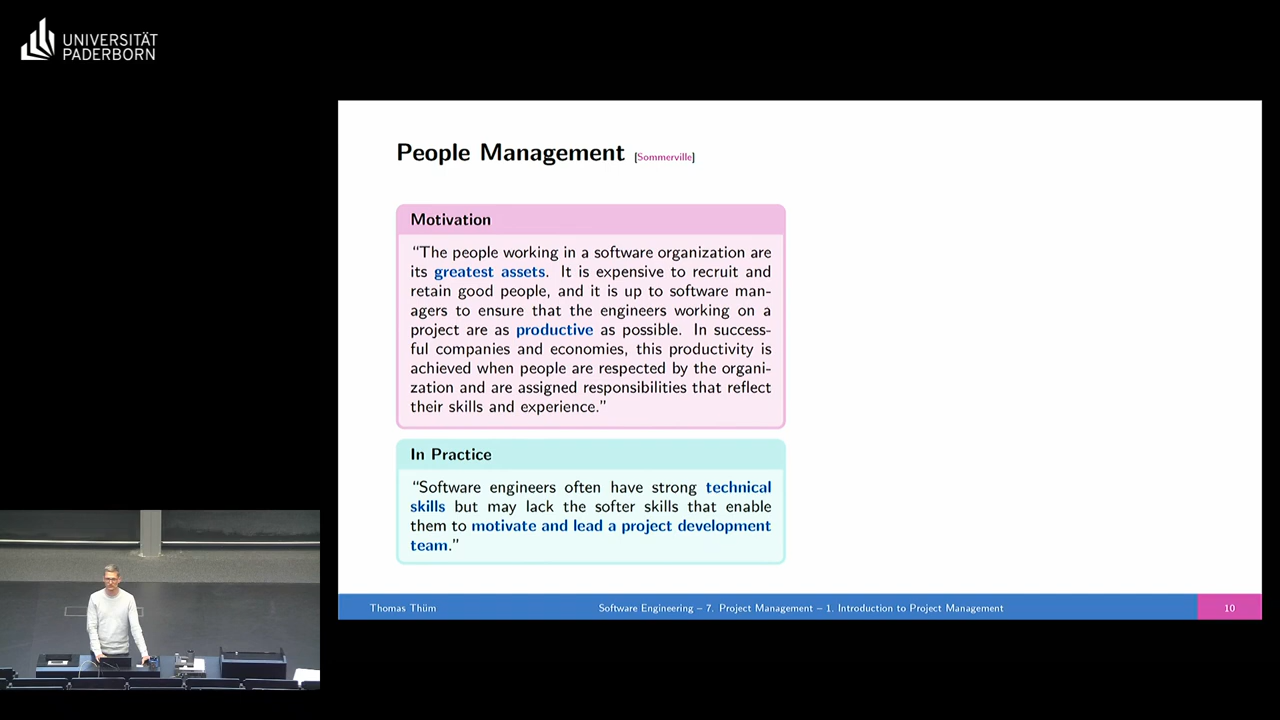 UNIVERSITÄT
PADERBORN
People Management [Sommerville]
Motivation
“The people working in a software organization are
its greatest assets. It is expensive to recruit and
retain good people, and it is up to software man-
agers to ensure that the engineers working on a
project are as productive as possible. In success-
ful companies and economies, this productivity is
achieved when people are respected by the organi-
zation and are assigned responsibilities that reflect
their skills and experience.”
In Practice
“Software engineers often have strong technical
skills but may lack the softer skills that enable
them to motivate and lead a project development
team.”
Thomas Thüm Software Engineering – 7. Project Management – 1. Introduction to Project Management 10